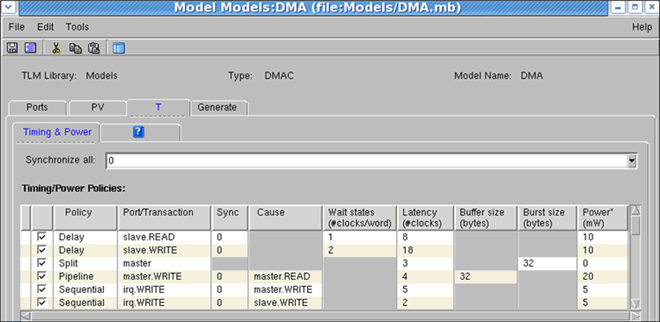 Model Models:DMA (file:Models/DMA.mb)
File Edit Tools Help
TLM Library: Models Type: DMAC Model Name: DMA
Ports PV T Generate
Timing & Power ?
Synchronize all: 0
Timing/Power Policies:
Policy Port/Transaction Sync Cause Wait states (#clocks/word) Latency (#clocks) Buffer size (bytes) Burst size (bytes) Power* (mW)
Delay slave.READ 0 1 8 10
Delay slave.WRITE 0 2 18 10
Split master 3 32 0
Pipeline master.WRITE 0 master.READ 4 32 20
Sequential irq.WRITE 0 master.WRITE 5 5
Sequential irq.WRITE 0 slave.WRITE 2 5